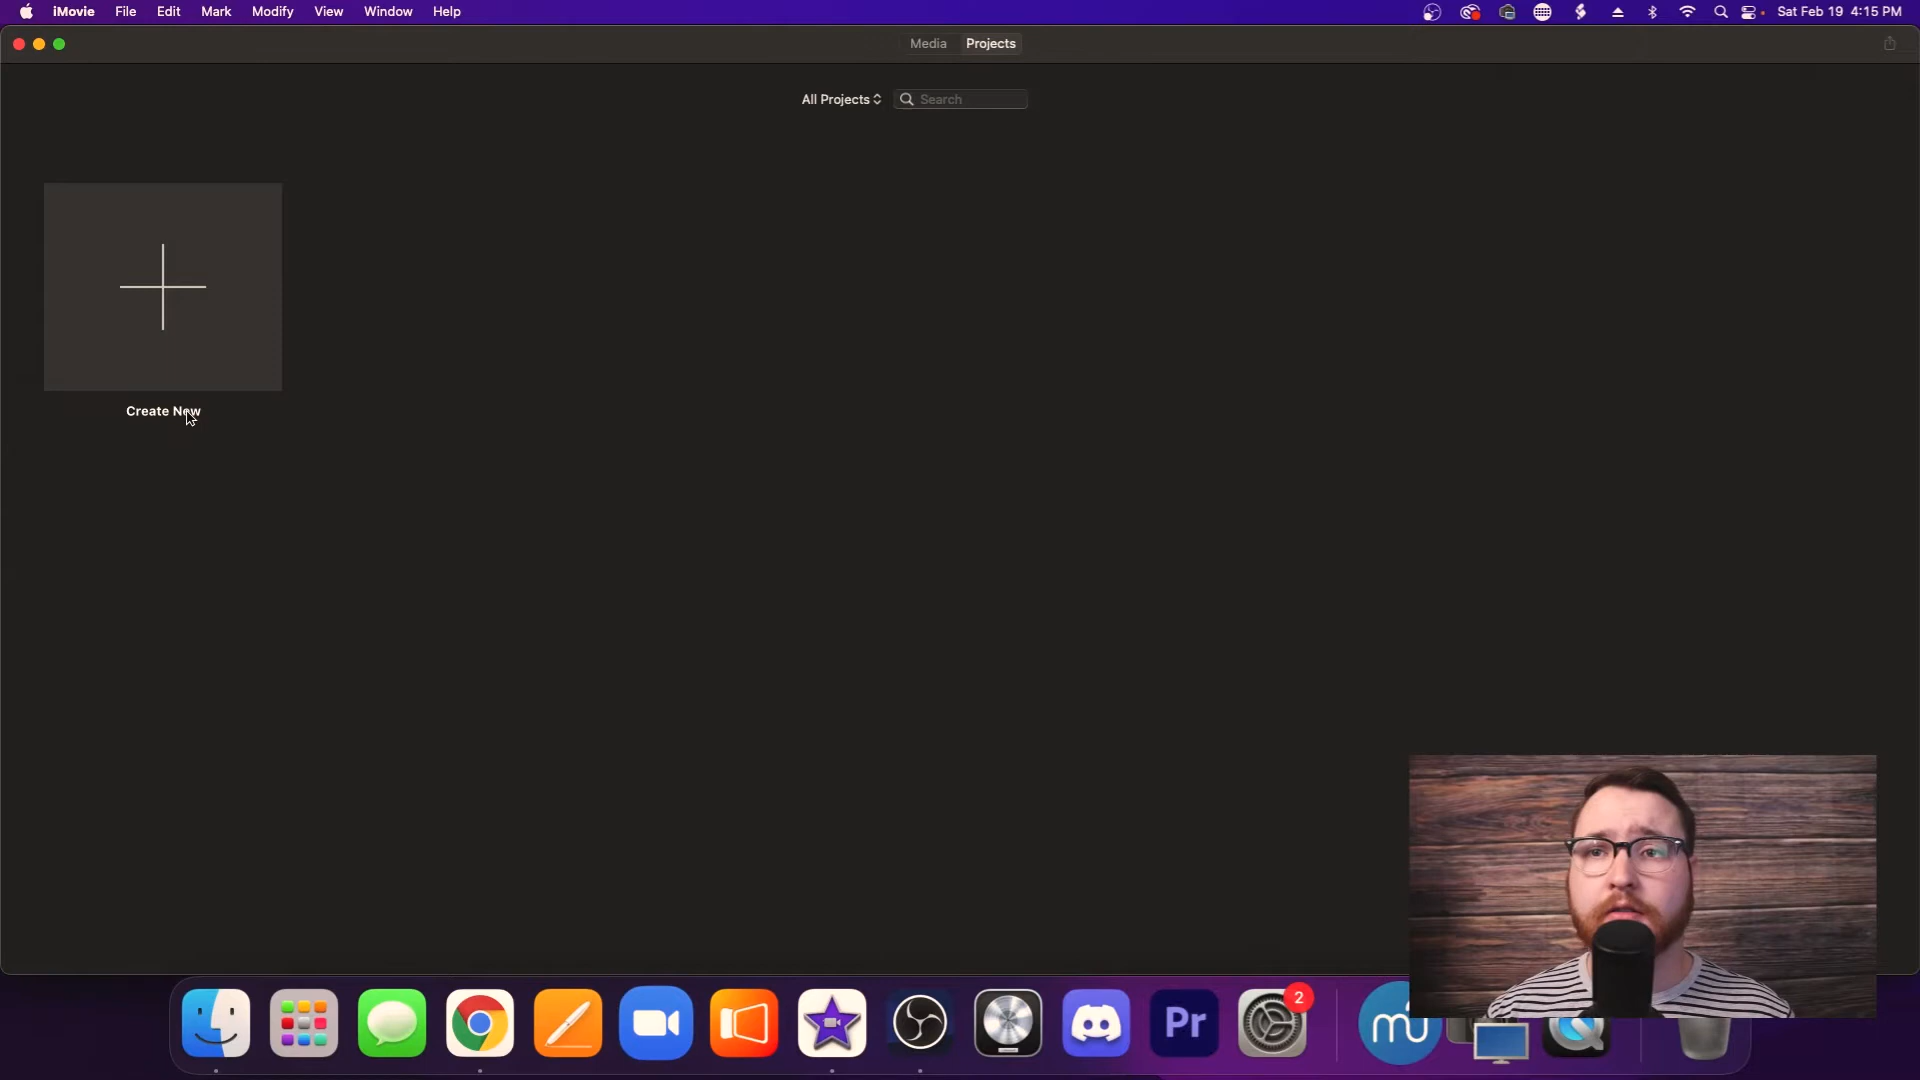 iMovie File Edit Mark Modify View Window Help Sat Feb 19 4:15 PM
Media Projects
All Projects Search
Create New
2
Pr